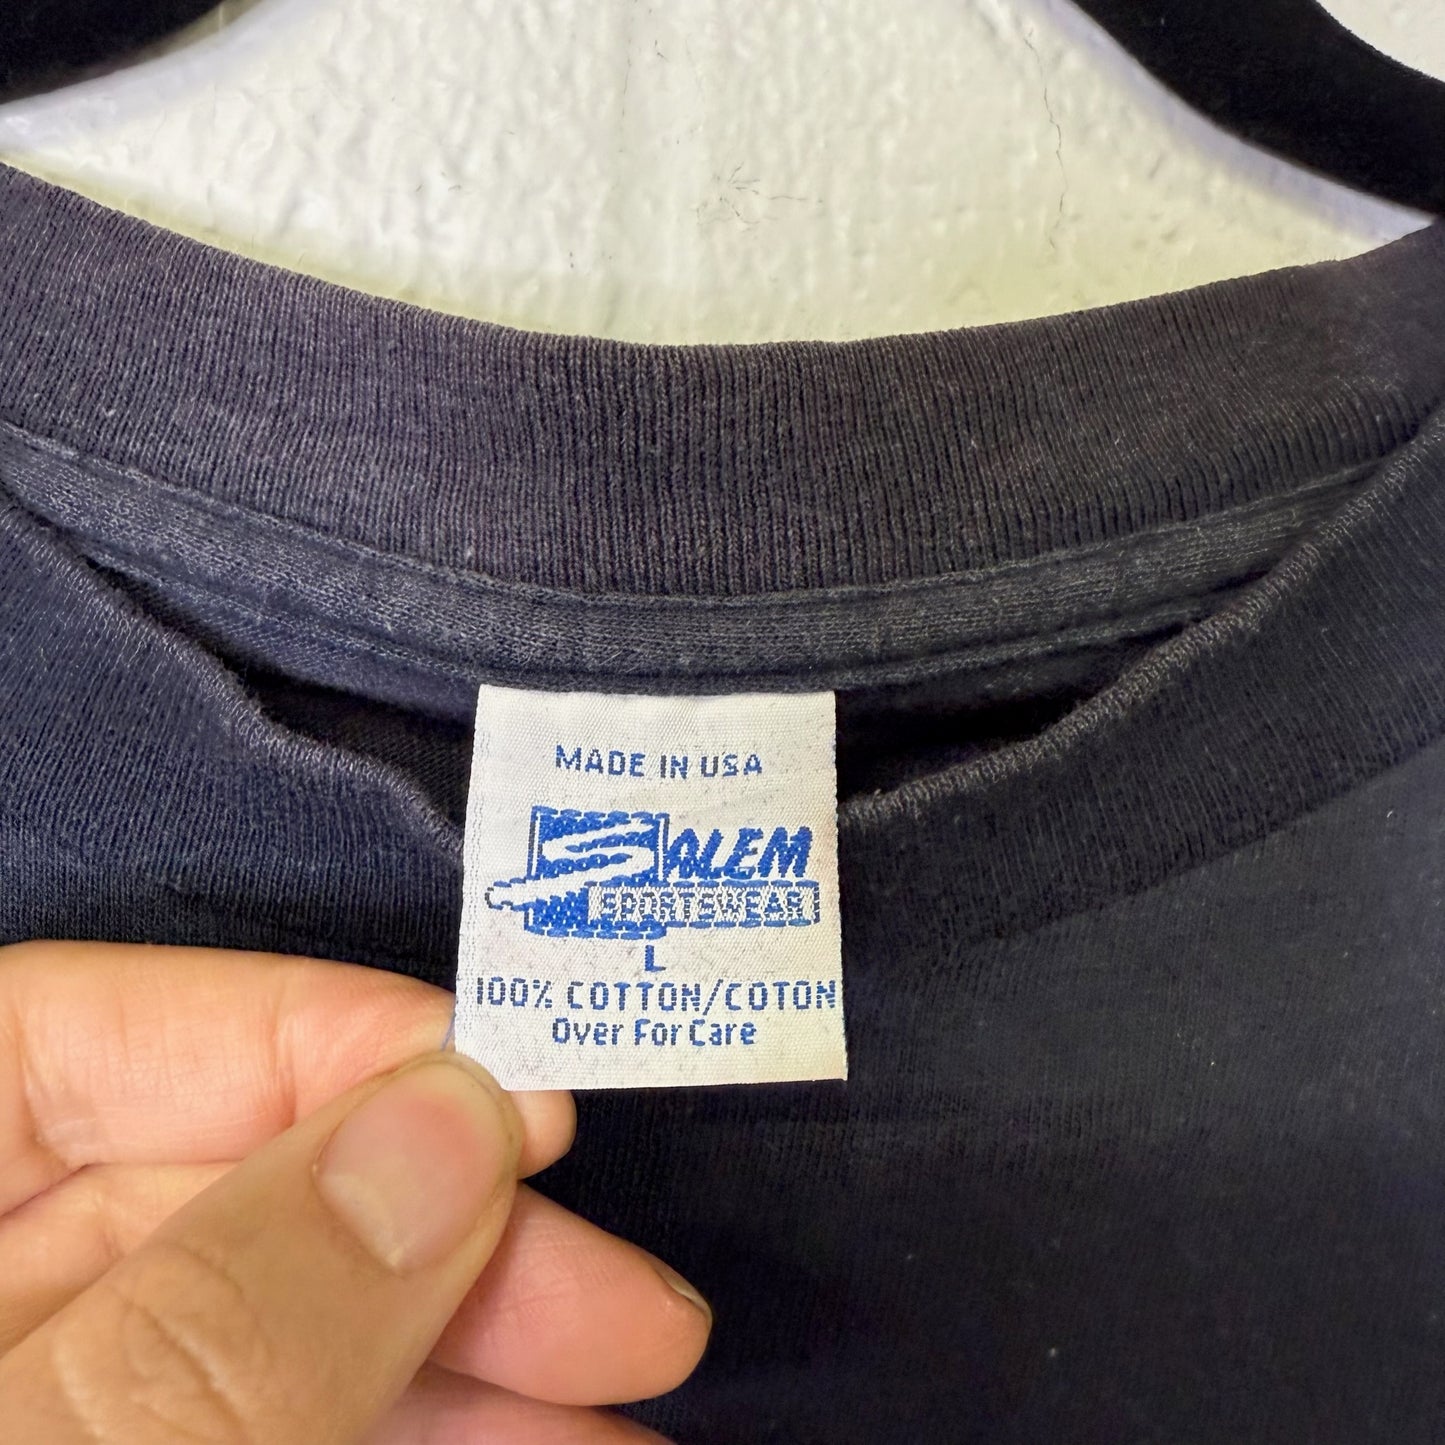 MADE IN USA
SALEM
SPORTSWEAR
L
100% COTTON/COTON
Over For Care